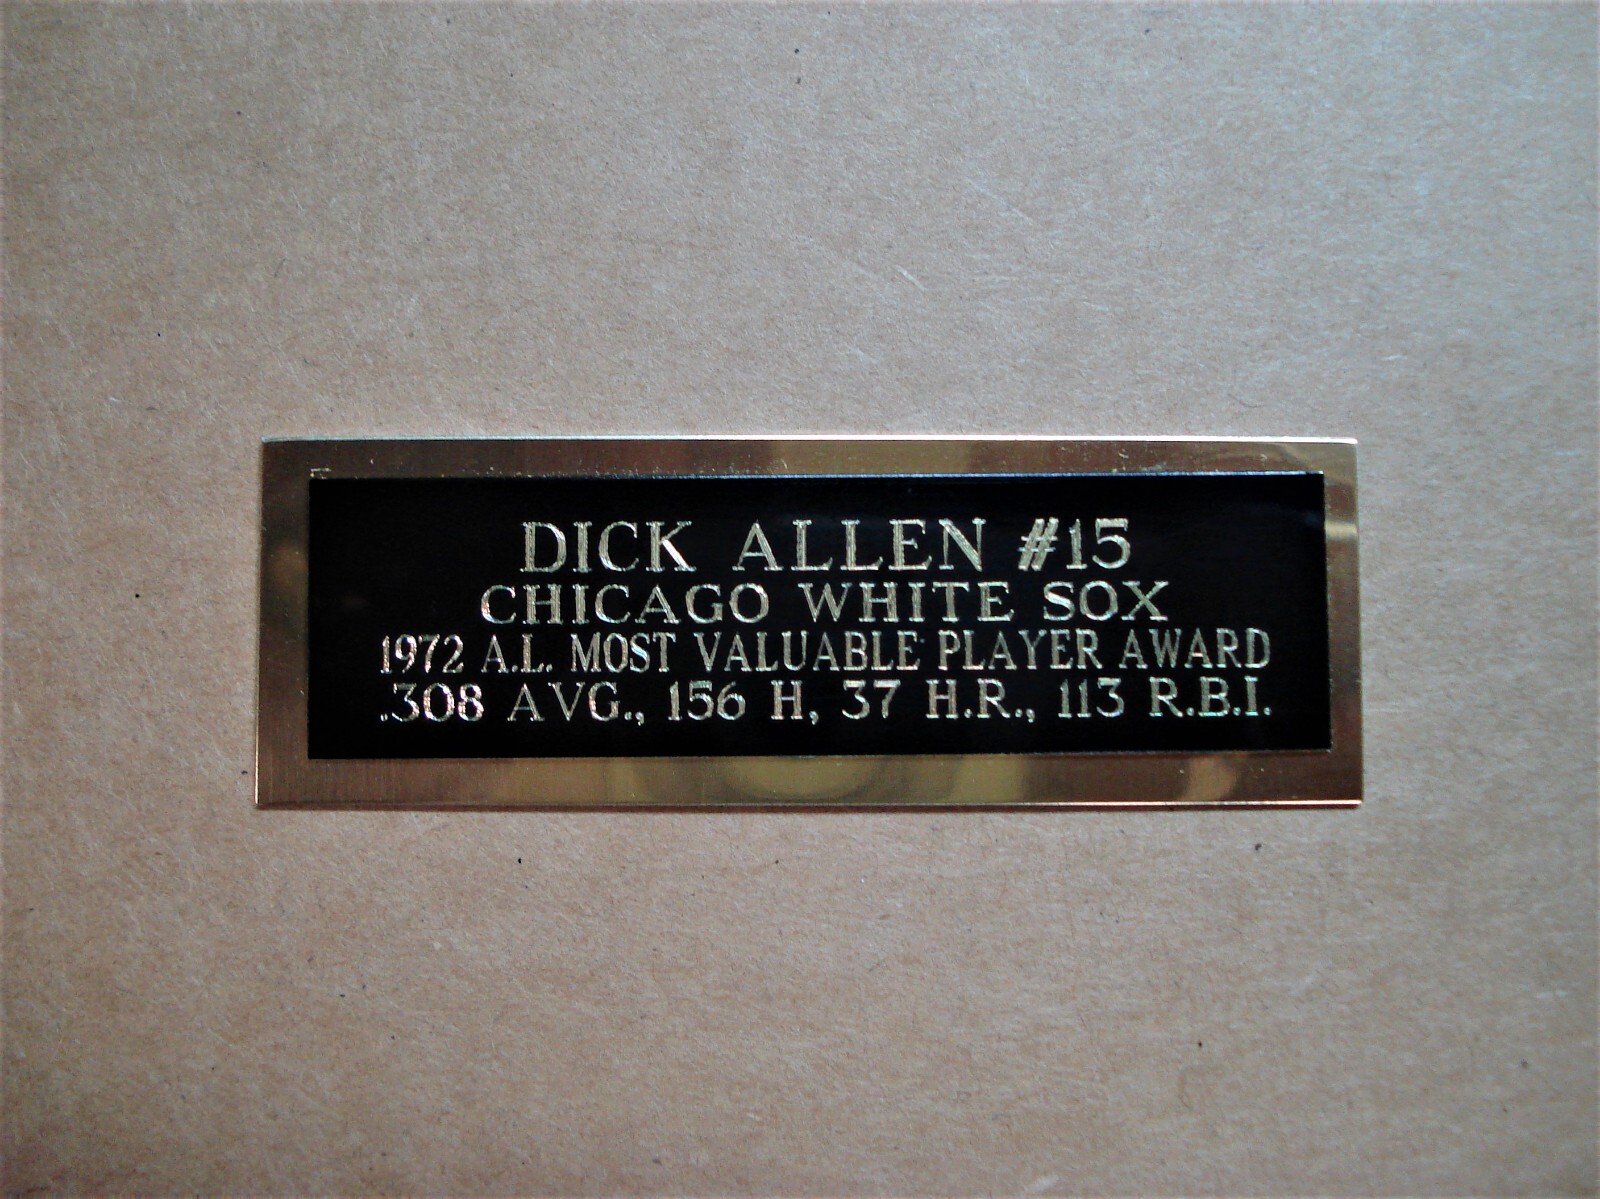 DICK ALLEN #15
CHICAGO WHITE SOX
1972 A.L. MOST VALUABLE PLAYER AWARD
.308 AVG., 156 H, 37 H.R., 113 R.B.I.